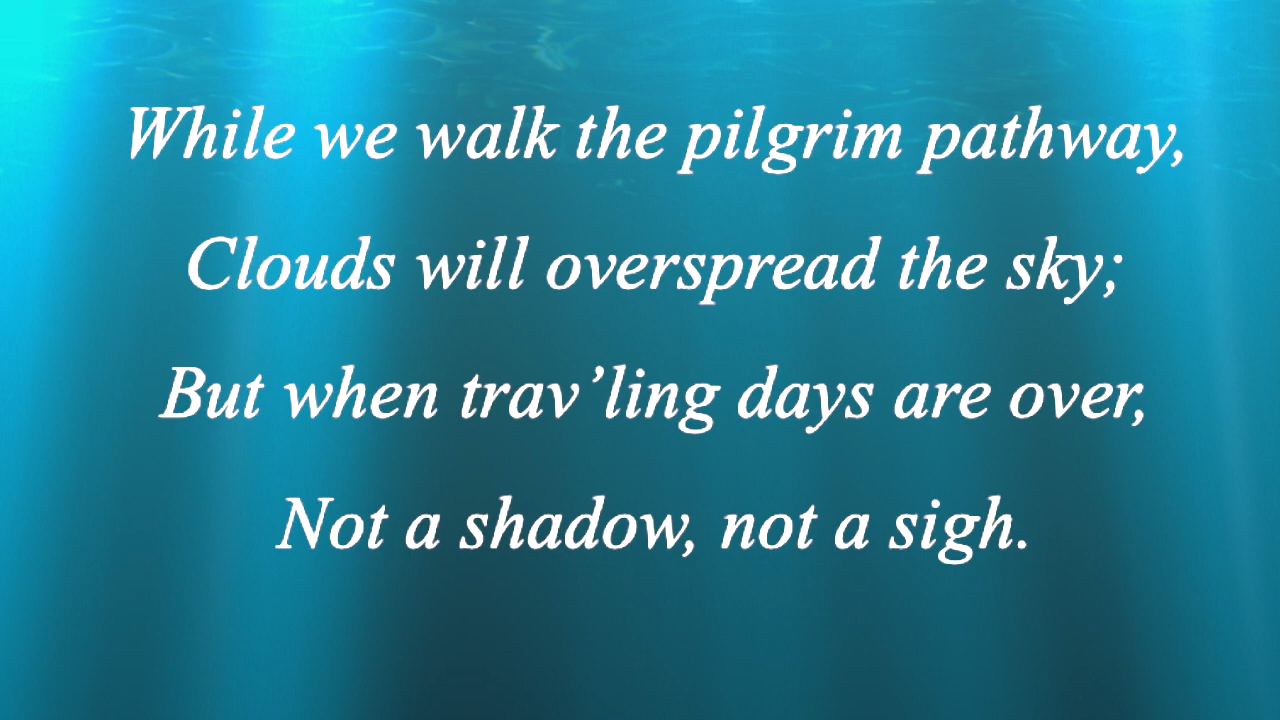 While we walk the pilgrim pathway,
Clouds will overspread the sky;
But when trav’ling days are over,
Not a shadow, not a sigh.